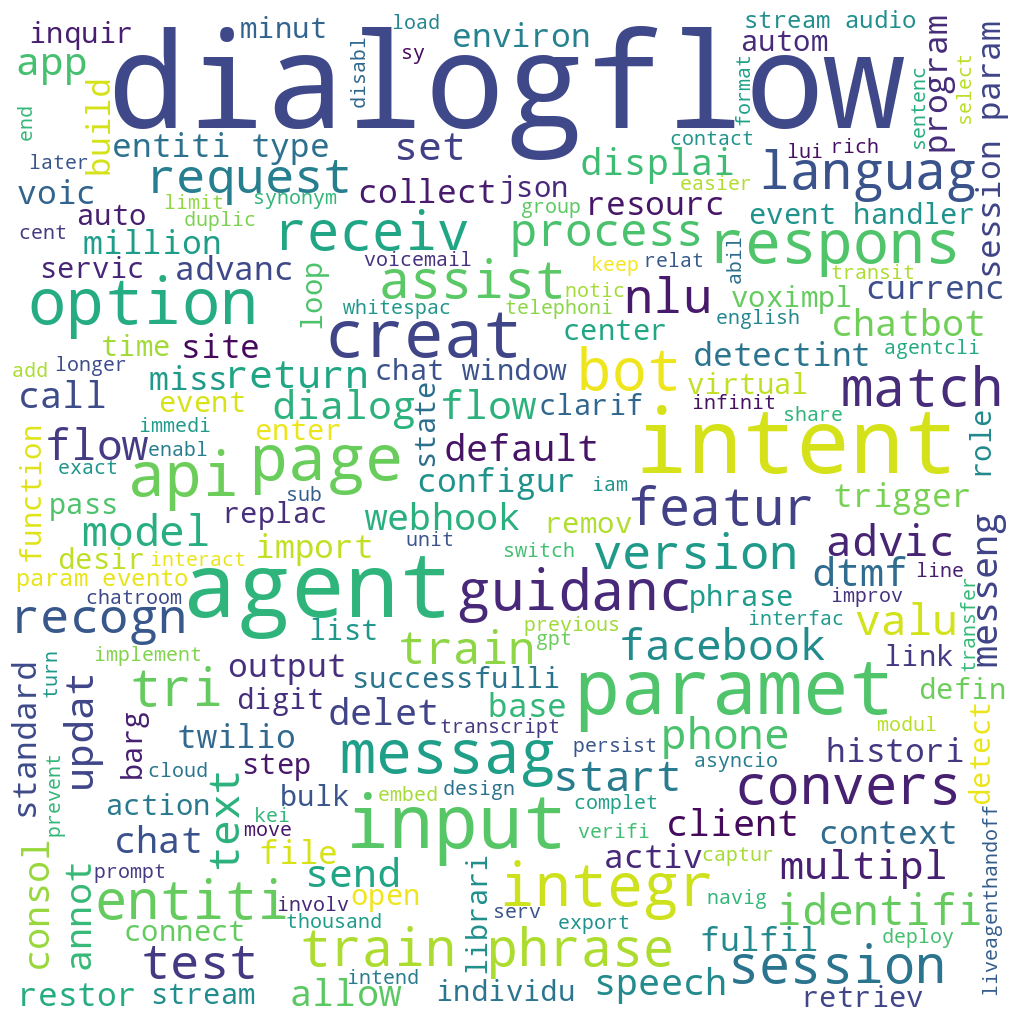 dialogflow
inquir
minut
load
sy
environ
stream audio
autom
app
disabl
build
end
later
entiti type
set
request
voic
auto
cent
million
limit
synonym
duplic
collect
json
group
displai
resourc
contact
easier
lui
rich
format
select
sentenc
program
session param
languag
event handler
receiv
process
respons
servic
advanc
loop
voicemail
assist
keep
relat
abil
transit
notic
nlu
option
whitespac
telephoni
voximpl
currenc
creat
center
english
chatbot
time
site
add
longer
miss
return
chat window
bot
detectint
agentcli
call
event
dialog flow
clarif
virtual
infinit
share
match
immedi
enter
state
intent
flow
enabl
default
role
function
exact
api
page
configur
iam
pass
sub
featur
trigger
replac
webhook
unit
remov
model
desir
interact
import
switch
version
advic
messeng
param evento
agent
guidanc
dtmf
line
chatroom
phrase
improv
recogn
list
previous
gpt
interfac
valu
transfer
implement
train
facebook
link
turn
output
successfulli
paramet
defin
standard
updat
tri
digit
delet
base
modul
barg
twilio
transcript
phone
histori
detect
persist
asyncio
prevent
cloud
step
messag
start
convers
action
text
bulk
embed
design
complet
kei
move
input
verifi
client
context
chat
file
activ
captur
multipl
consol
annot
prompt
send
librari
integr
entiti
involv
open
navig
identifi
liveagenthandoff
connect
thousand
serv
export
train phrase
fulfil
deploy
test
intend
session
restor
stream
allow
individu
speech
retriev